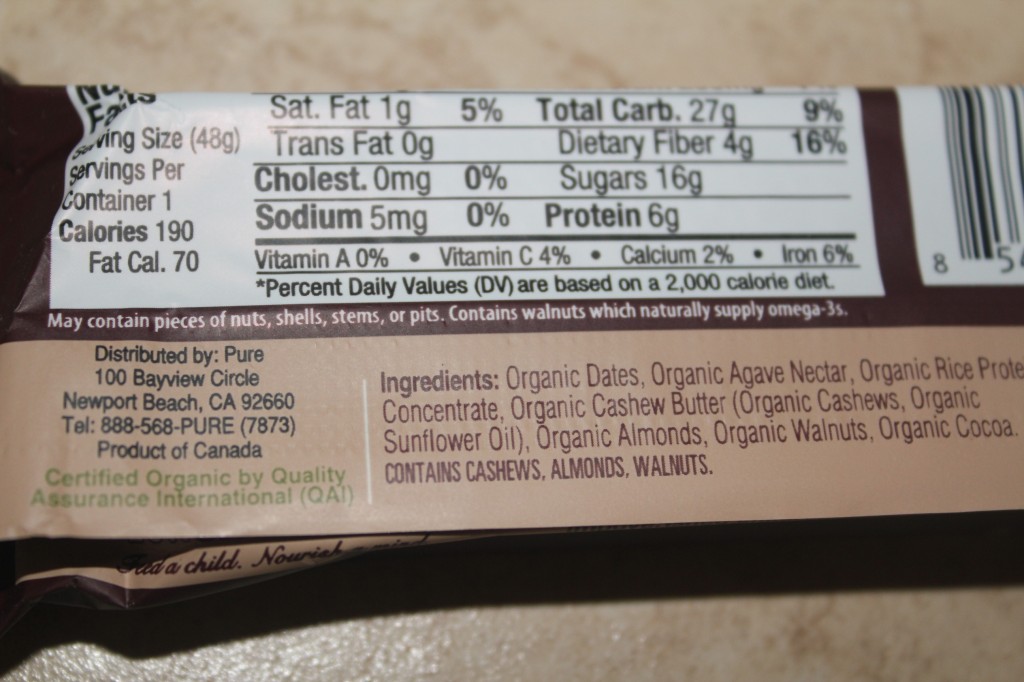 Serving Size (48g)
Servings Per
Container 1
Calories 190
Fat Cal. 70
Sat. Fat 1g 5% Total Carb. 27g 9%
Trans Fat 0g Dietary Fiber 4g 16%
Cholest. 0mg 0% Sugars 16g
Sodium 5mg 0% Protein 6g
Vitamin A 0% • Vitamin C 4% • Calcium 2% • Iron 6%
*Percent Daily Values (DV) are based on a 2,000 calorie diet.
8 54
May contain pieces of nuts, shells, stems, or pits. Contains walnuts which naturally supply omega-3s.
Distributed by: Pure
100 Bayview Circle
Newport Beach, CA 92660
Tel: 888-568-PURE (7873)
Product of Canada
Certified Organic by Quality
Assurance International (QAI)
Ingredients: Organic Dates, Organic Agave Nectar, Organic Rice Prote
Concentrate, Organic Cashew Butter (Organic Cashews, Organic
Sunflower Oil), Organic Almonds, Organic Walnuts, Organic Cocoa.
CONTAINS CASHEWS, ALMONDS, WALNUTS.
a child. Nourish